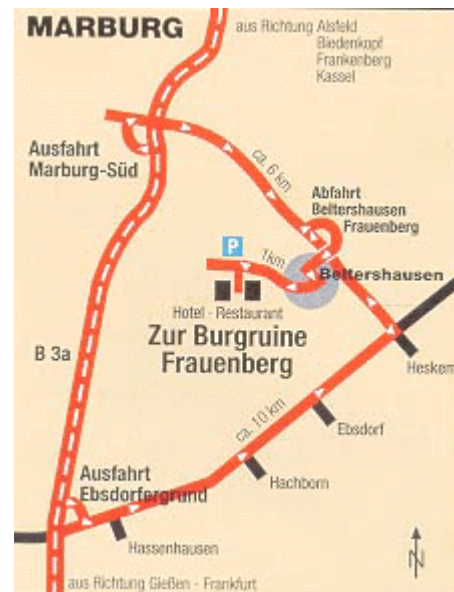 MARBURG
aus Richtung Alsfeld
Biedenkopf
Frankenberg
Kassel
Ausfahrt
Marburg-Süd
ca. 6 km
Abfahrt
Beltershausen
Frauenberg
P
1km
Beltershausen
Hotel - Restaurant
Zur Burgruine
Frauenberg
B 3a
Heskem
ca. 10 km
Ebsdorf
Ausfahrt
Ebsdorfergrund
Hachborn
Hassenhausen
N
aus Richtung Gießen - Frankfurt